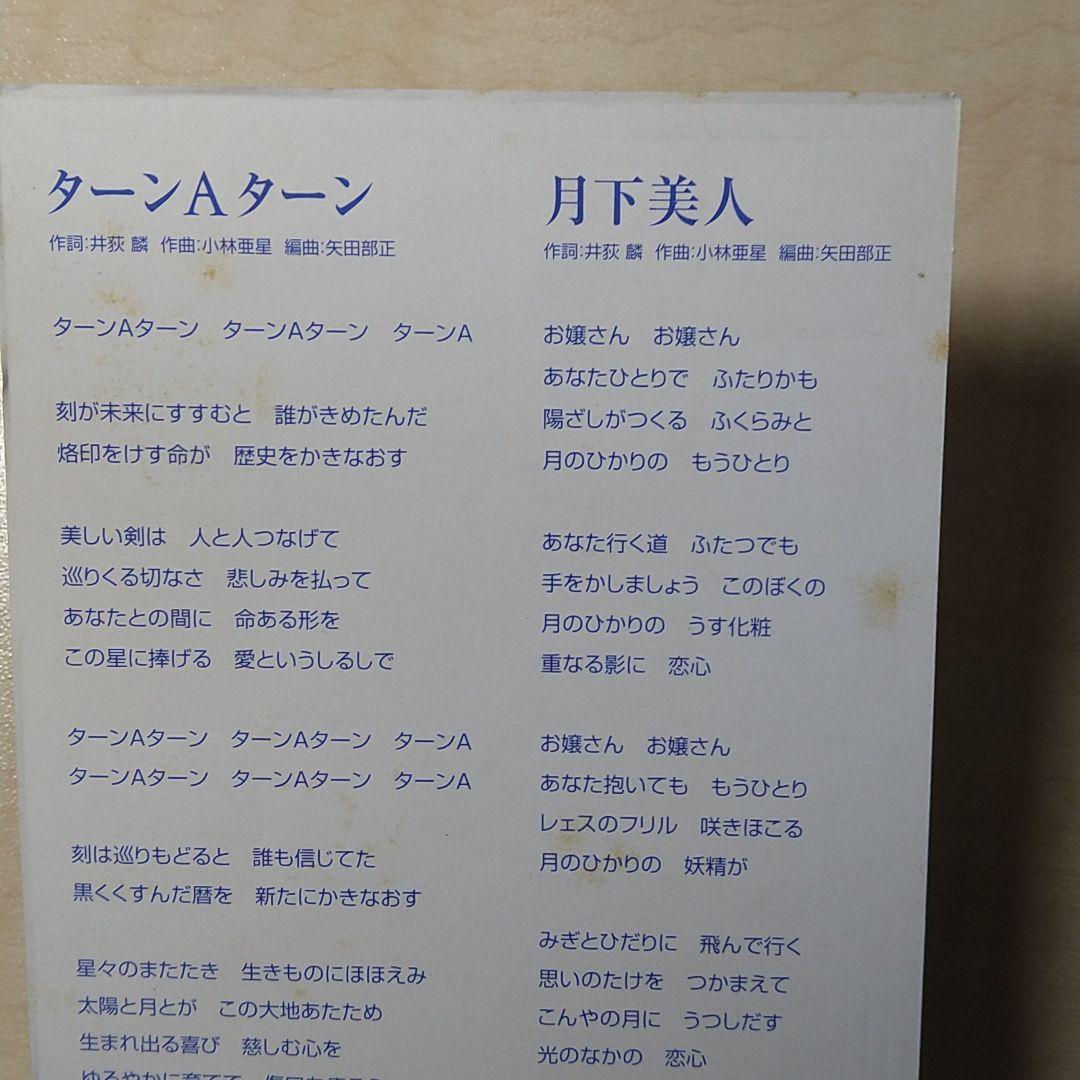 ターンAターン
作詞:井荻 麟 作曲:小林亜星 編曲:矢田部正
ターンAターン ターンAターン ターンA
刻が未来にすすむと 誰がきめたんだ
烙印をけす命が 歴史をかきなおす
美しい剣は 人と人つなげて
巡りくる切なさ 悲しみを払って
あなたとの間に 命ある形を
この星に捧げる 愛というしるしで
ターンAターン ターンAターン ターンA
ターンAターン ターンAターン ターンA
刻は巡りもどると 誰も信じてた
黒くくすんだ暦を 新たにかきなおす
星々のまたたき 生きものにほほえみ
太陽と月とが この大地あたため
生まれ出る喜び 慈しむ心を
ゆるやかに育てて
月下美人
作詞:井荻 麟 作曲:小林亜星 編曲:矢田部正
お嬢さん お嬢さん
あなたひとりで ふたりかも
陽ざしがつくる ふくらみと
月のひかりの もうひとり
あなた行く道 ふたつでも
手をかしましょう このぼくの
月のひかりの うす化粧
重なる影に 恋心
お嬢さん お嬢さん
あなた抱いても もうひとり
レェスのフリル 咲きほこる
月のひかりの 妖精が
みぎとひだりに 飛んで行く
思いのたけを つかまえて
こんやの月に うつしだす
光のなかの 恋心